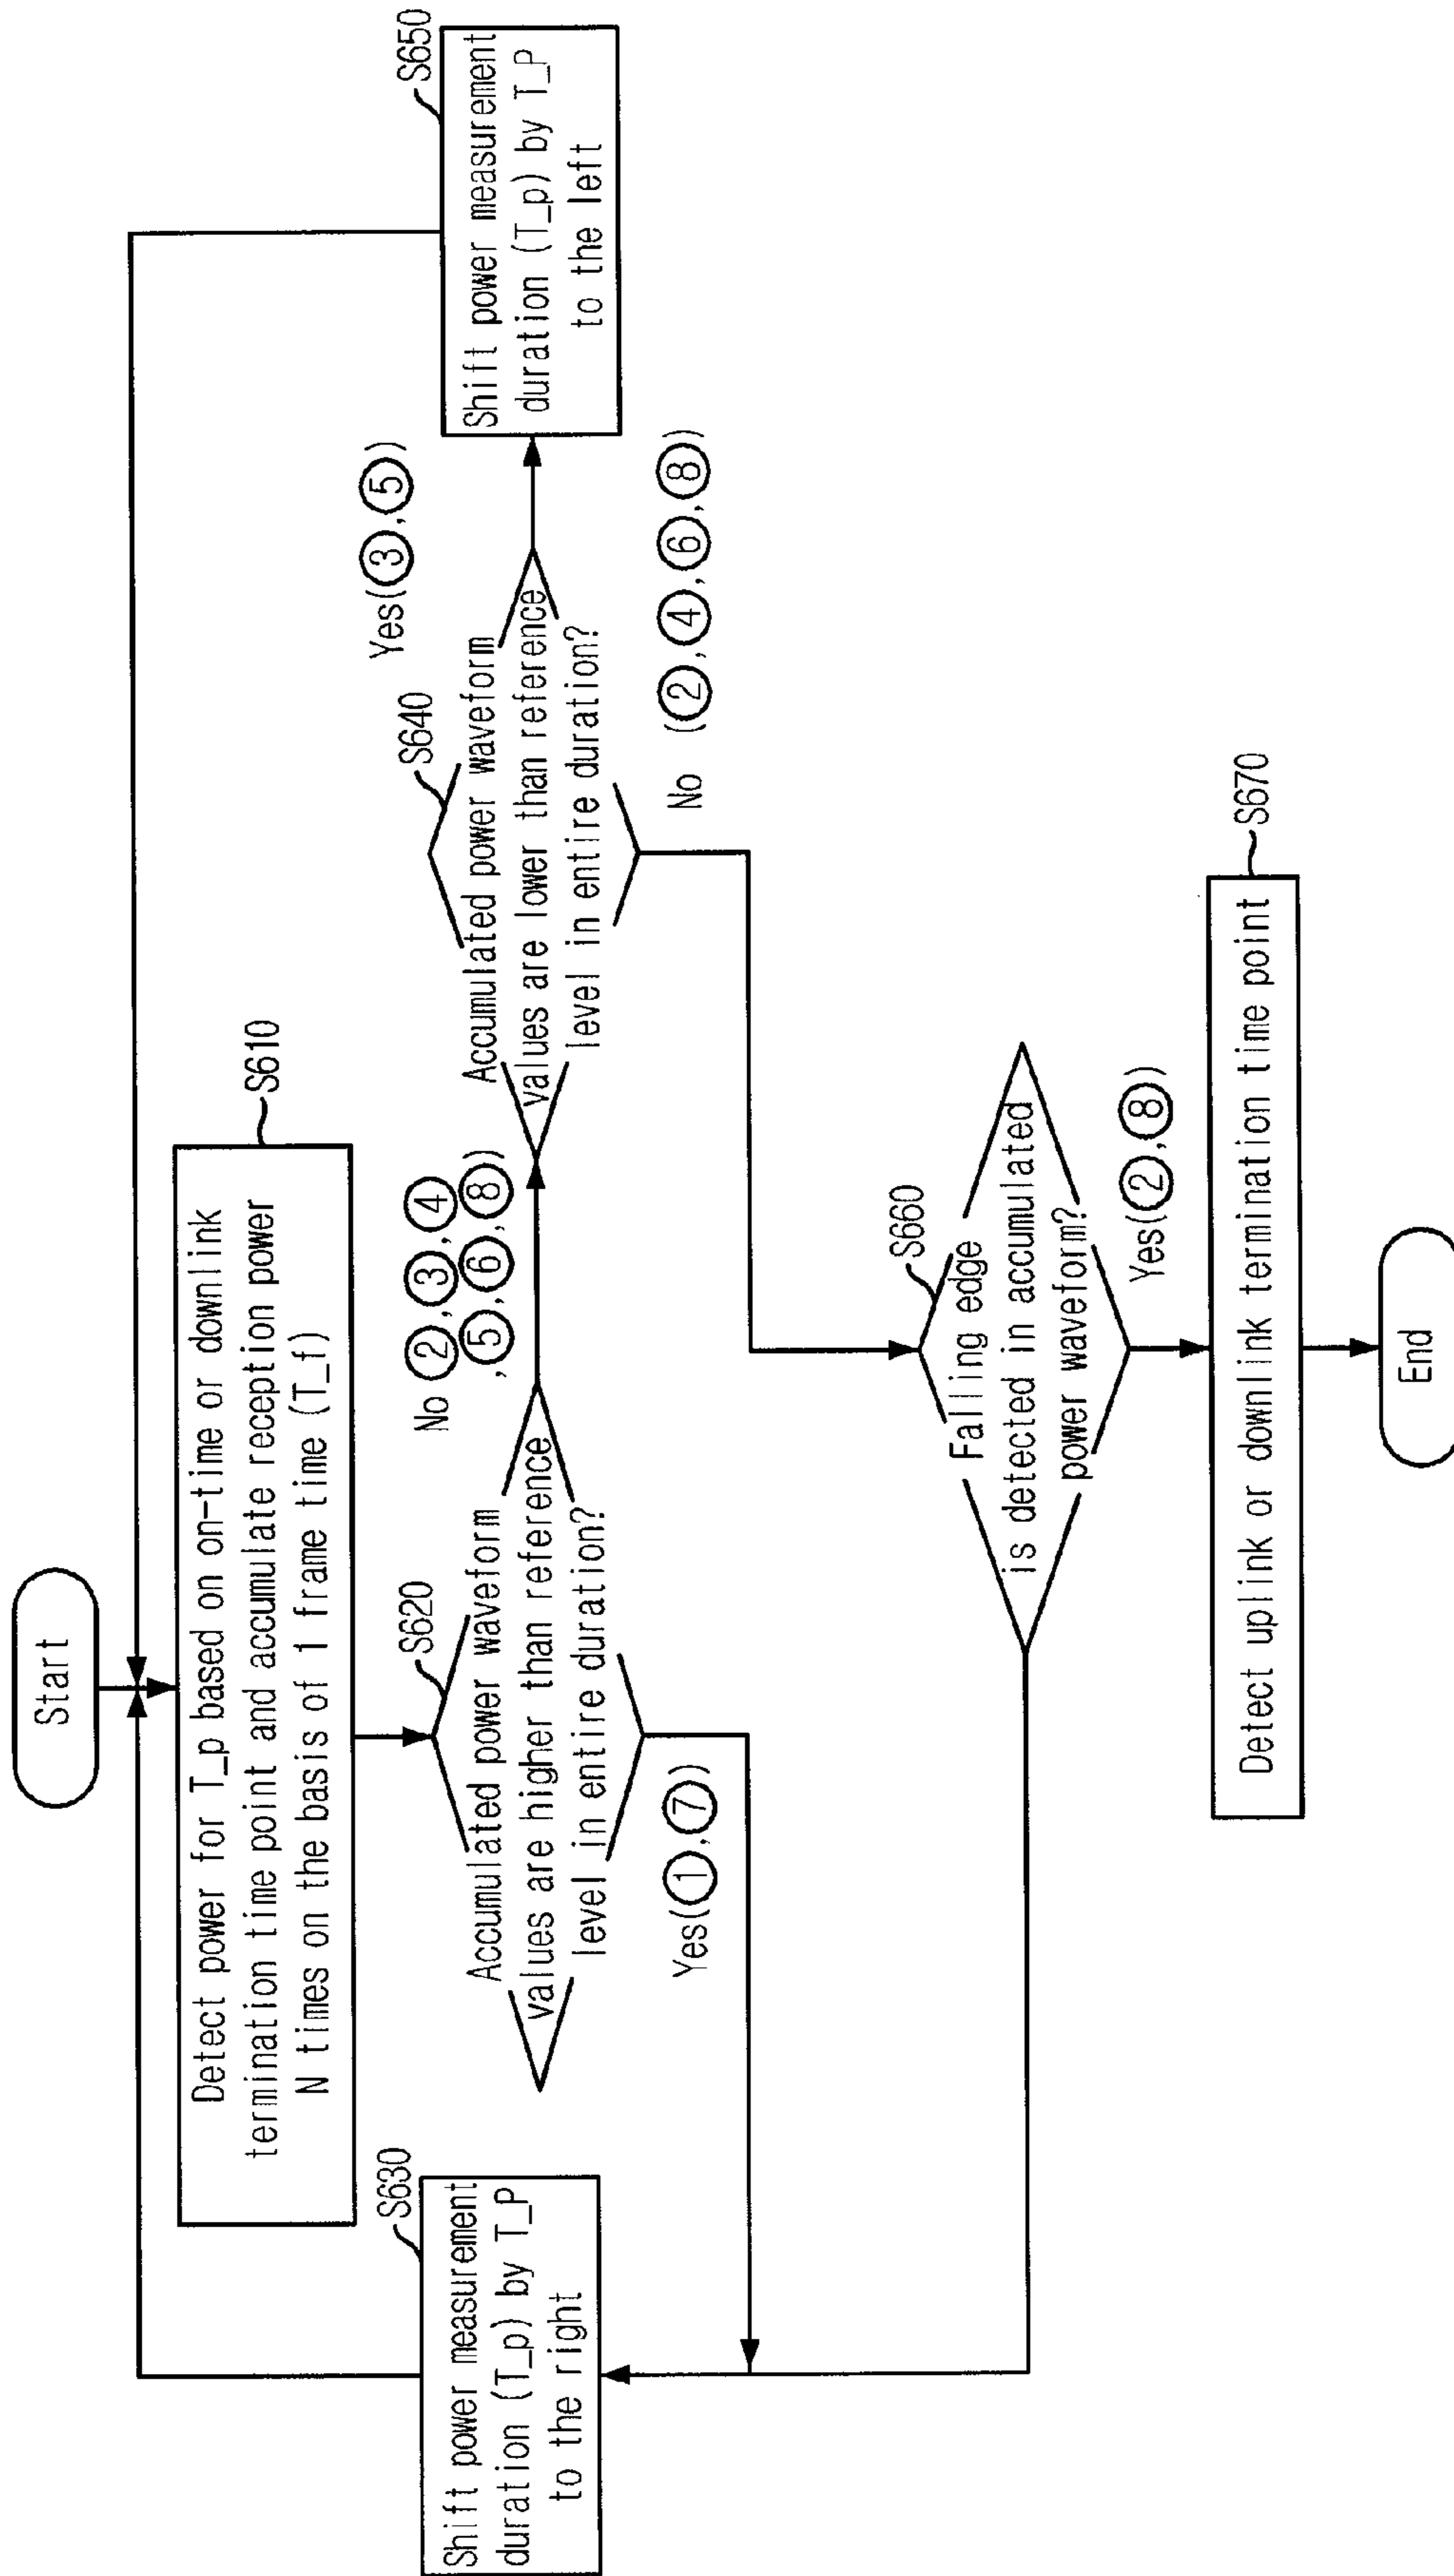 Start
S610
Detect power for T_p based on on-time or downlink
termination time point and accumulate reception power
N times on the basis of 1 frame time (T_f)
S620
Accumulated power waveform
values are higher than reference
level in entire duration?
Yes(①,⑦)
No ②,③,④
,⑤,⑥,⑧)
S630
Shift power measurement
duration (T_p) by T_P
to the right
S640
Accumulated power waveform
values are lower than reference
level in entire duration?
Yes(③,⑤)
No (②,④,⑥,⑧)
S650
Shift power measurement
duration (T_p) by T_P
to the left
S660
Falling edge
is detected in accumulated
power waveform?
Yes(②,⑧)
S670
Detect uplink or downlink termination time point
End